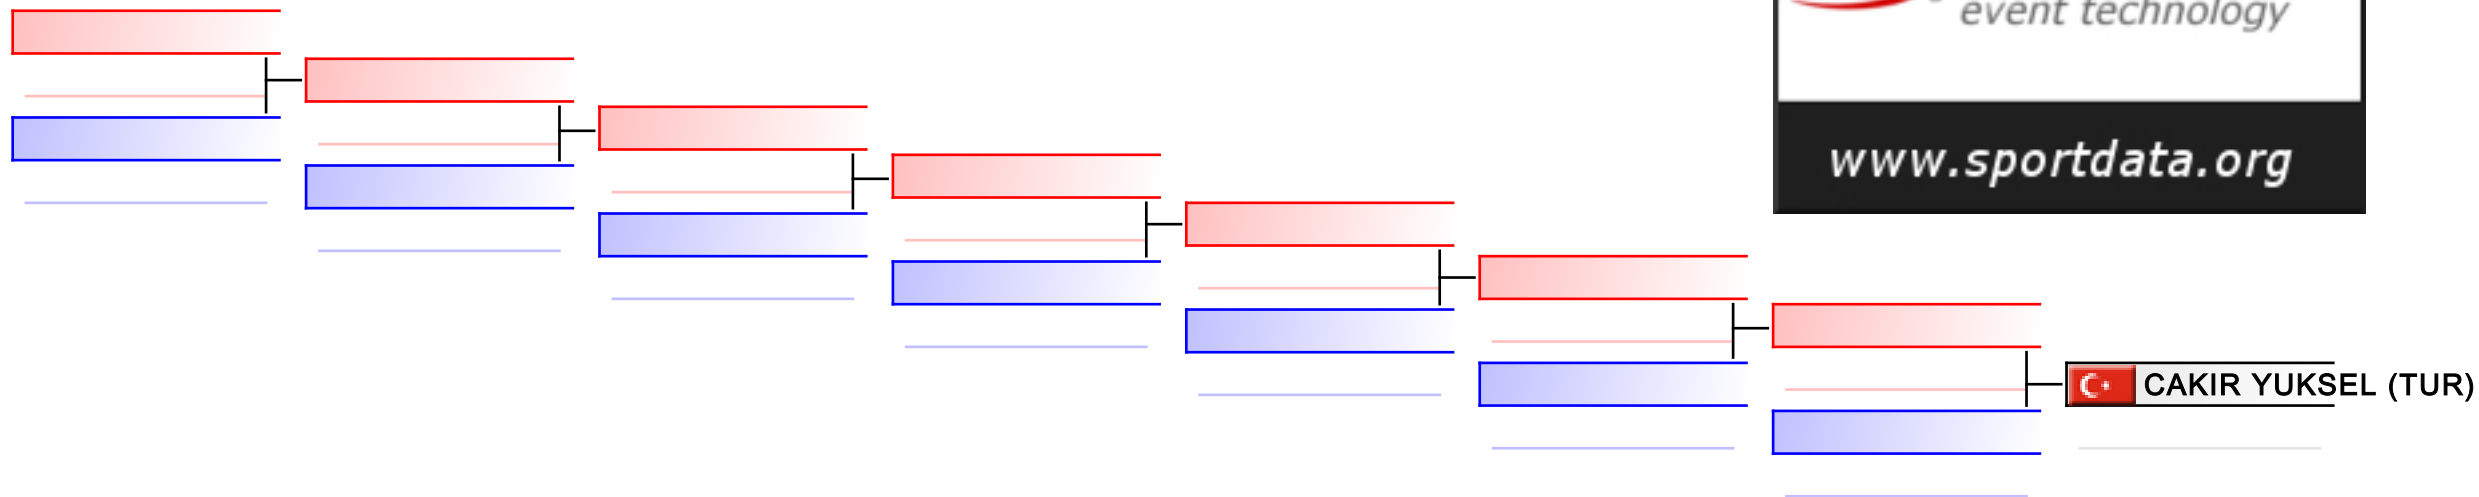 event technology
www.sportdata.org
CAKIR YUKSEL (TUR)